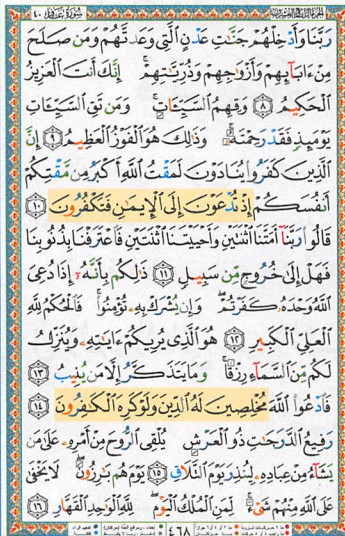 سورة غافر ٤٠
رَبَّنَا وَأَدْخِلْهُمْ جَنَّٰتِ عَدْنٍ ٱلَّتِى وَعَدتَّهُمْ وَمَن صَلَحَ
مِنْ ءَابَآئِهِمْ وَأَزْوَٰجِهِمْ وَذُرِّيَّٰتِهِمْ ۚ إِنَّكَ أَنتَ ٱلْعَزِيزُ
ٱلْحَكِيمُ ٨ وَقِهِمُ ٱلسَّيِّـَٔاتِ ۚ وَمَن تَقِ ٱلسَّيِّـَٔاتِ
يَوْمَئِذٍ فَقَدْ رَحِمْتَهُۥ ۚ وَذَٰلِكَ هُوَ ٱلْفَوْزُ ٱلْعَظِيمُ ٩ إِنَّ
ٱلَّذِينَ كَفَرُوا۟ يُنَادَوْنَ لَمَقْتُ ٱللَّهِ أَكْبَرُ مِن مَّقْتِكُمْ
أَنفُسَكُمْ إِذْ تُدْعَوْنَ إِلَى ٱلْإِيمَٰنِ فَتَكْفُرُونَ ١٠
قَالُوا۟ رَبَّنَآ أَمَتَّنَا ٱثْنَتَيْنِ وَأَحْيَيْتَنَا ٱثْنَتَيْنِ فَٱعْتَرَفْنَا بِذُنُوبِنَا
فَهَلْ إِلَىٰ خُرُوجٍ مِّن سَبِيلٍ ١١ ذَٰلِكُم بِأَنَّهُۥٓ إِذَا دُعِىَ
ٱللَّهُ وَحْدَهُۥ كَفَرْتُمْ ۖ وَإِن يُشْرَكْ بِهِۦ تُؤْمِنُوا۟ ۚ فَٱلْحُكْمُ لِلَّهِ
ٱلْعَلِىِّ ٱلْكَبِيرِ ١٢ هُوَ ٱلَّذِى يُرِيكُمْ ءَايَٰتِهِۦ وَيُنَزِّلُ
لَكُم مِّنَ ٱلسَّمَآءِ رِزْقًا ۚ وَمَا يَتَذَكَّرُ إِلَّا مَن يُنِيبُ ١٣
فَٱدْعُوا۟ ٱللَّهَ مُخْلِصِينَ لَهُ ٱلدِّينَ وَلَوْ كَرِهَ ٱلْكَٰفِرُونَ ١٤
رَفِيعُ ٱلدَّرَجَٰتِ ذُو ٱلْعَرْشِ يُلْقِى ٱلرُّوحَ مِنْ أَمْرِهِۦ عَلَىٰ مَن
يَشَآءُ مِنْ عِبَادِهِۦ لِيُنذِرَ يَوْمَ ٱلتَّلَاقِ ١٥ يَوْمَ هُم بَٰرِزُونَ ۖ لَا يَخْفَىٰ
عَلَى ٱللَّهِ مِنْهُمْ شَىْءٌ ۚ لِّمَنِ ٱلْمُلْكُ ٱلْيَوْمَ ۖ لِلَّهِ ٱلْوَٰحِدِ ٱلْقَهَّارِ ١٦
٤٦٨